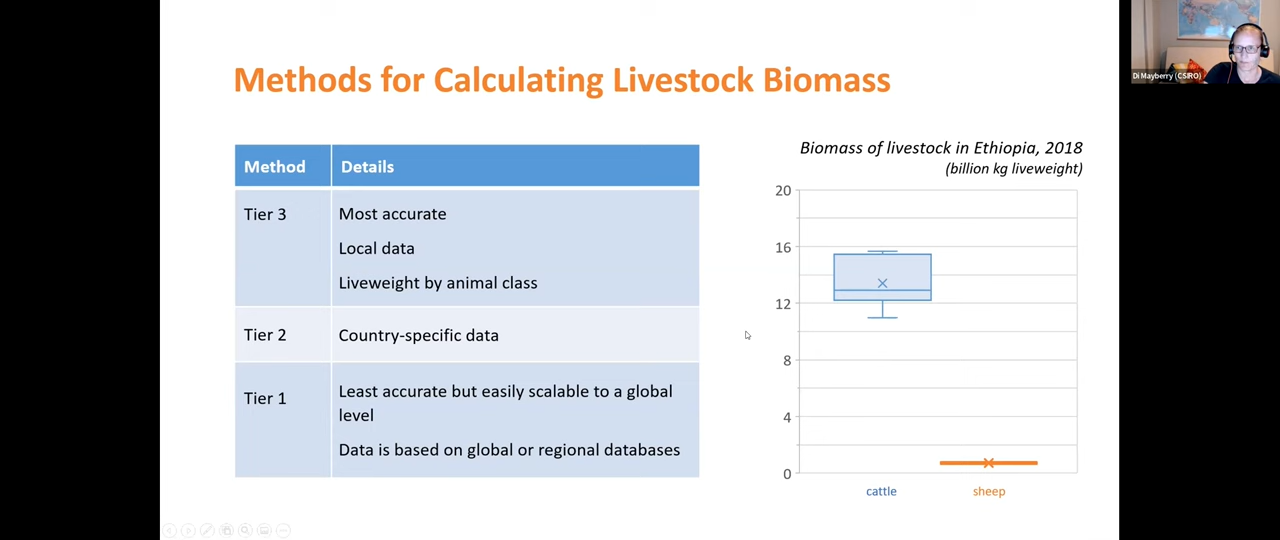 Methods for Calculating Livestock Biomass
Method Details
Tier 3 Most accurate
Local data
Liveweight by animal class
Tier 2 Country-specific data
Tier 1 Least accurate but easily scalable to a global
level
Data is based on global or regional databases
Biomass of livestock in Ethiopia, 2018
(billion kg liveweight)
20
16
12
8
4
0
cattle sheep
Di Mayberry (CSIRO)